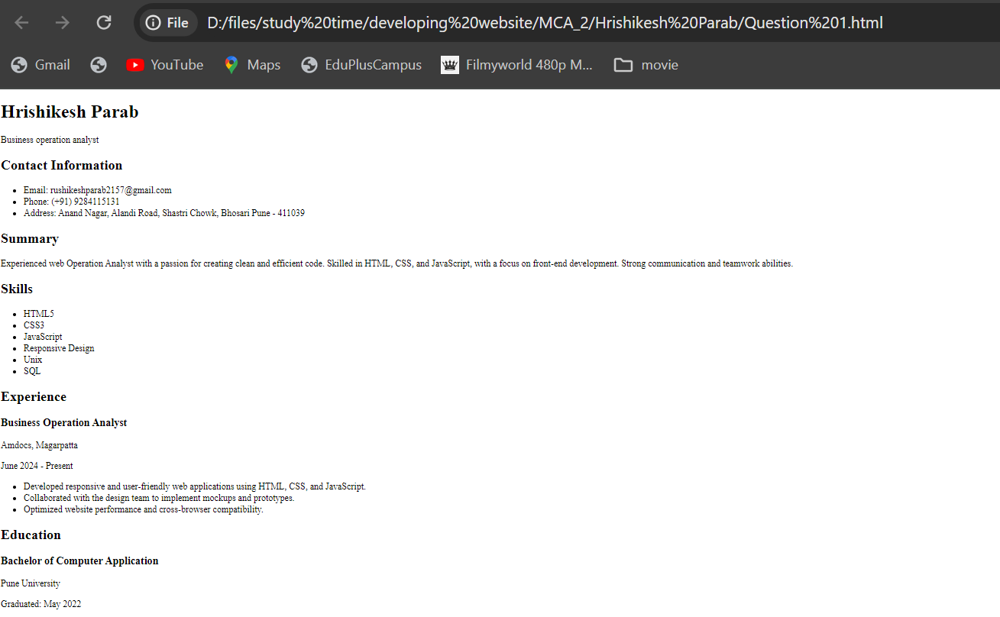 File D:/files/study%20time/developing%20website/MCA_2/Hrishikesh%20Parab/Question%201.html
Gmail YouTube Maps EduPlusCampus Filmyworld 480p M... movie
Hrishikesh Parab
Business operation analyst
Contact Information
Email: rushikeshparab2157@gmail.com
Phone: (+91) 9284115131
Address: Anand Nagar, Alandi Road, Shastri Chowk, Bhosari Pune - 411039
Summary
Experienced web Operation Analyst with a passion for creating clean and efficient code. Skilled in HTML, CSS, and JavaScript, with a focus on front-end development. Strong communication and teamwork abilities.
Skills
HTML5
CSS3
JavaScript
Responsive Design
Unix
SQL
Experience
Business Operation Analyst
Amdocs, Magarpatta
June 2024 - Present
Developed responsive and user-friendly web applications using HTML, CSS, and JavaScript.
Collaborated with the design team to implement mockups and prototypes.
Optimized website performance and cross-browser compatibility.
Education
Bachelor of Computer Application
Pune University
Graduated: May 2022